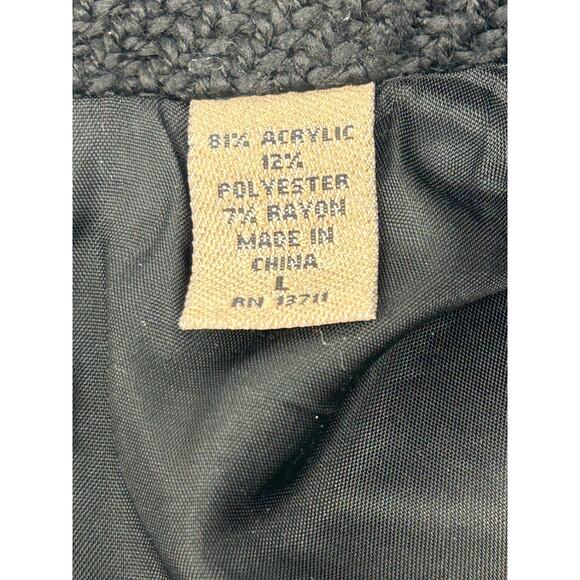 81% ACRYLIC
12%
POLYESTER
7% RAYON
MADE IN
CHINA
L
RN 13711